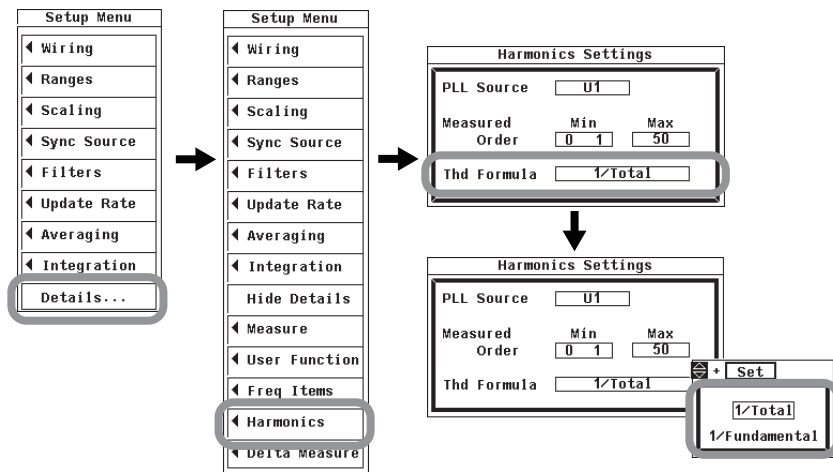 Setup Menu
Wiring
Ranges
Scaling
Sync Source
Filters
Update Rate
Averaging
Integration
Details...
Setup Menu
Wiring
Ranges
Scaling
Sync Source
Filters
Update Rate
Averaging
Integration
Hide Details
Measure
User Function
Freq Items
Harmonics
Delta Measure
Harmonics Settings
PLL Source U1
Measured Min Max
Order 0 1 50
Thd Formula 1/Total
Harmonics Settings
PLL Source U1
Measured Min Max
Order 0 1 50
Thd Formula 1/Total
+ Set
1/Total
1/Fundamental